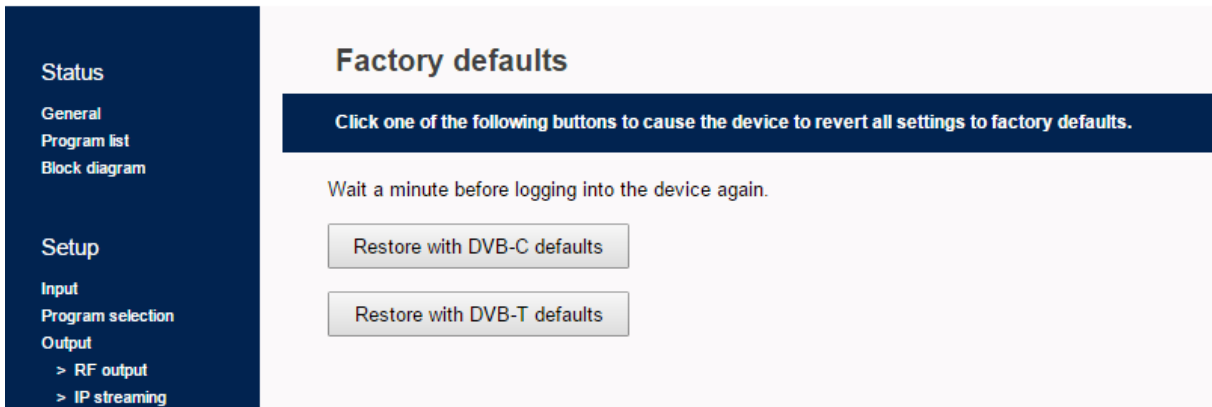 Status
General
Program list
Block diagram
Setup
Input
Program selection
Output
> RF output
> IP streaming
Factory defaults
Click one of the following buttons to cause the device to revert all settings to factory defaults.
Wait a minute before logging into the device again.
Restore with DVB-C defaults
Restore with DVB-T defaults